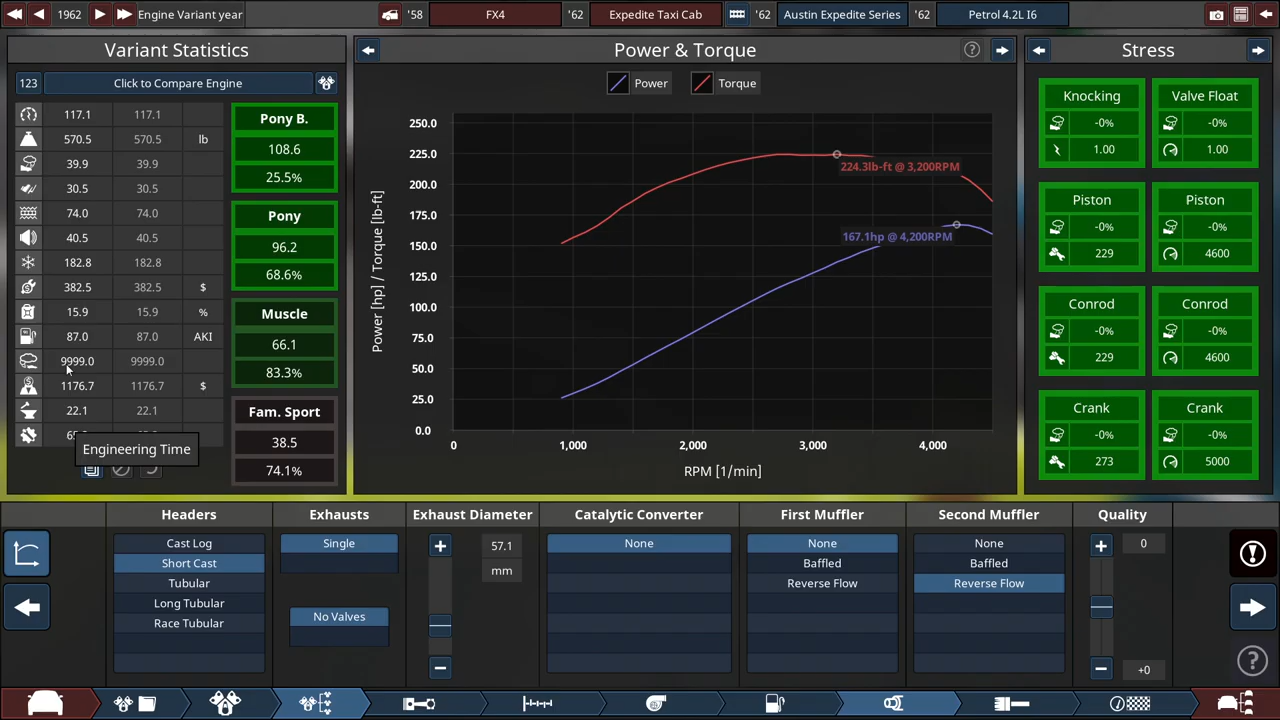 1962 Engine Variant year '58 FX4 '62 Expedite Taxi Cab '62 Austin Expedite Series '62 Petrol 4.2L I6
Variant Statistics
123 Click to Compare Engine
117.1 117.1
570.5 570.5 lb
39.9 39.9
30.5 30.5
74.0 74.0
40.5 40.5
182.8 182.8
382.5 382.5 $
15.9 15.9 %
87.0 87.0 AKI
9999.0 9999.0
1176.7 1176.7 $
22.1 22.1
Engineering Time
Pony B.
108.6
25.5%
Pony
96.2
68.6%
Muscle
66.1
83.3%
Fam. Sport
38.5
74.1%
Power & Torque
?
Power Torque
Power [hp] / Torque [lb-ft]
250.0
225.0
200.0
175.0
150.0
125.0
100.0
75.0
50.0
25.0
0.0
224.3lb-ft @ 3,200RPM
167.1hp @ 4,200RPM
0 1,000 2,000 3,000 4,000
RPM [1/min]
Stress
Knocking
-0%
1.00
Valve Float
-0%
1.00
Piston
-0%
229
Piston
-0%
4600
Conrod
-0%
229
Conrod
-0%
4600
Crank
-0%
273
Crank
-0%
5000
Headers
Cast Log
Short Cast
Tubular
Long Tubular
Race Tubular
Exhausts
Single
No Valves
Exhaust Diameter
+ 57.1
mm
−
Catalytic Converter
None
First Muffler
None
Baffled
Reverse Flow
Second Muffler
None
Baffled
Reverse Flow
Quality
+ 0
− +0
?